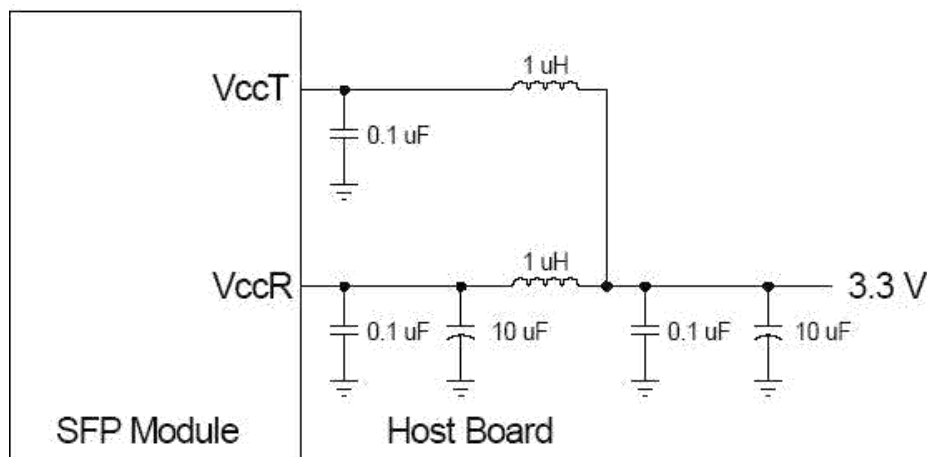 1 uH
VccT
0.1 uF
1 uH
VccR
3.3 V
0.1 uF
10 uF
0.1 uF
10 uF
SFP Module
Host Board